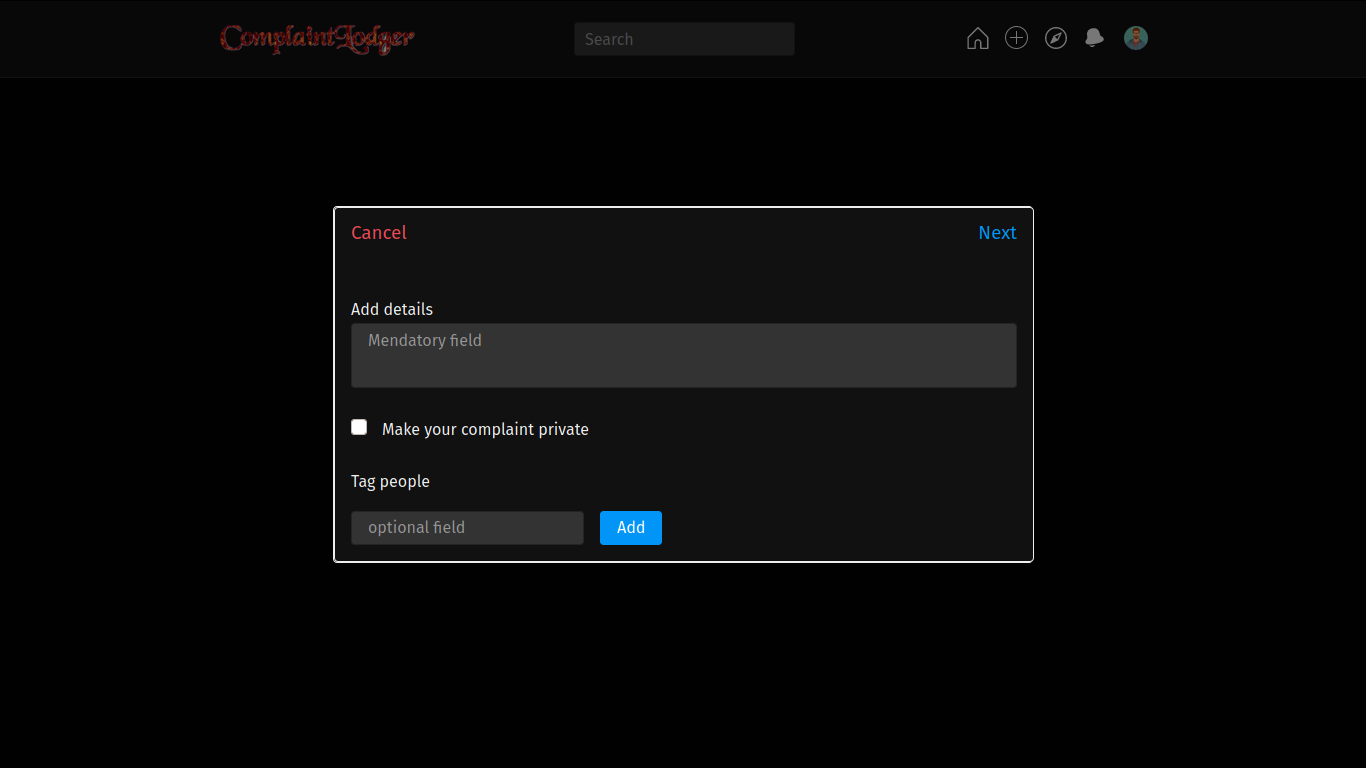 ComplaintLodger
Search
Cancel
Next
Add details
Mendatory field
Make your complaint private
Tag people
optional field
Add